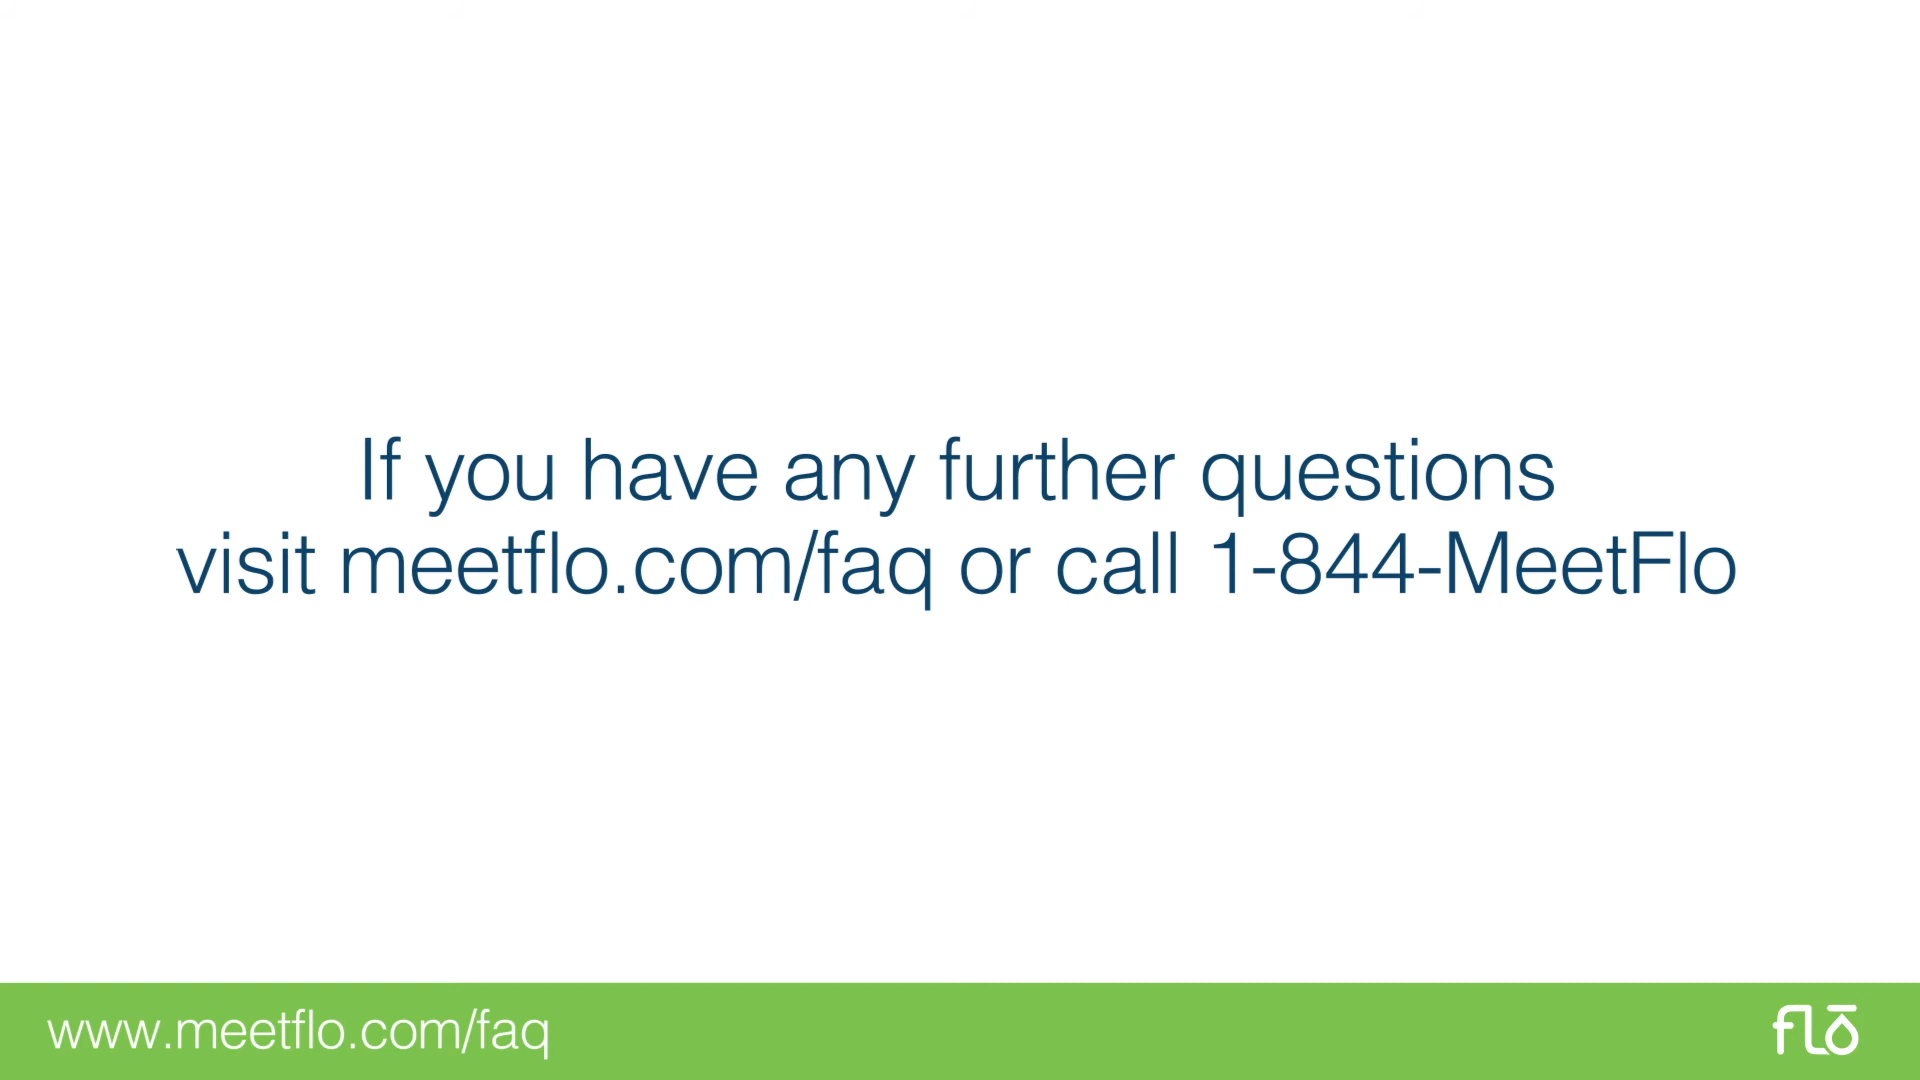 If you have any further questions
visit meetflo.com/faq or call 1-844-MeetFlo
www.meetflo.com/faq
flō